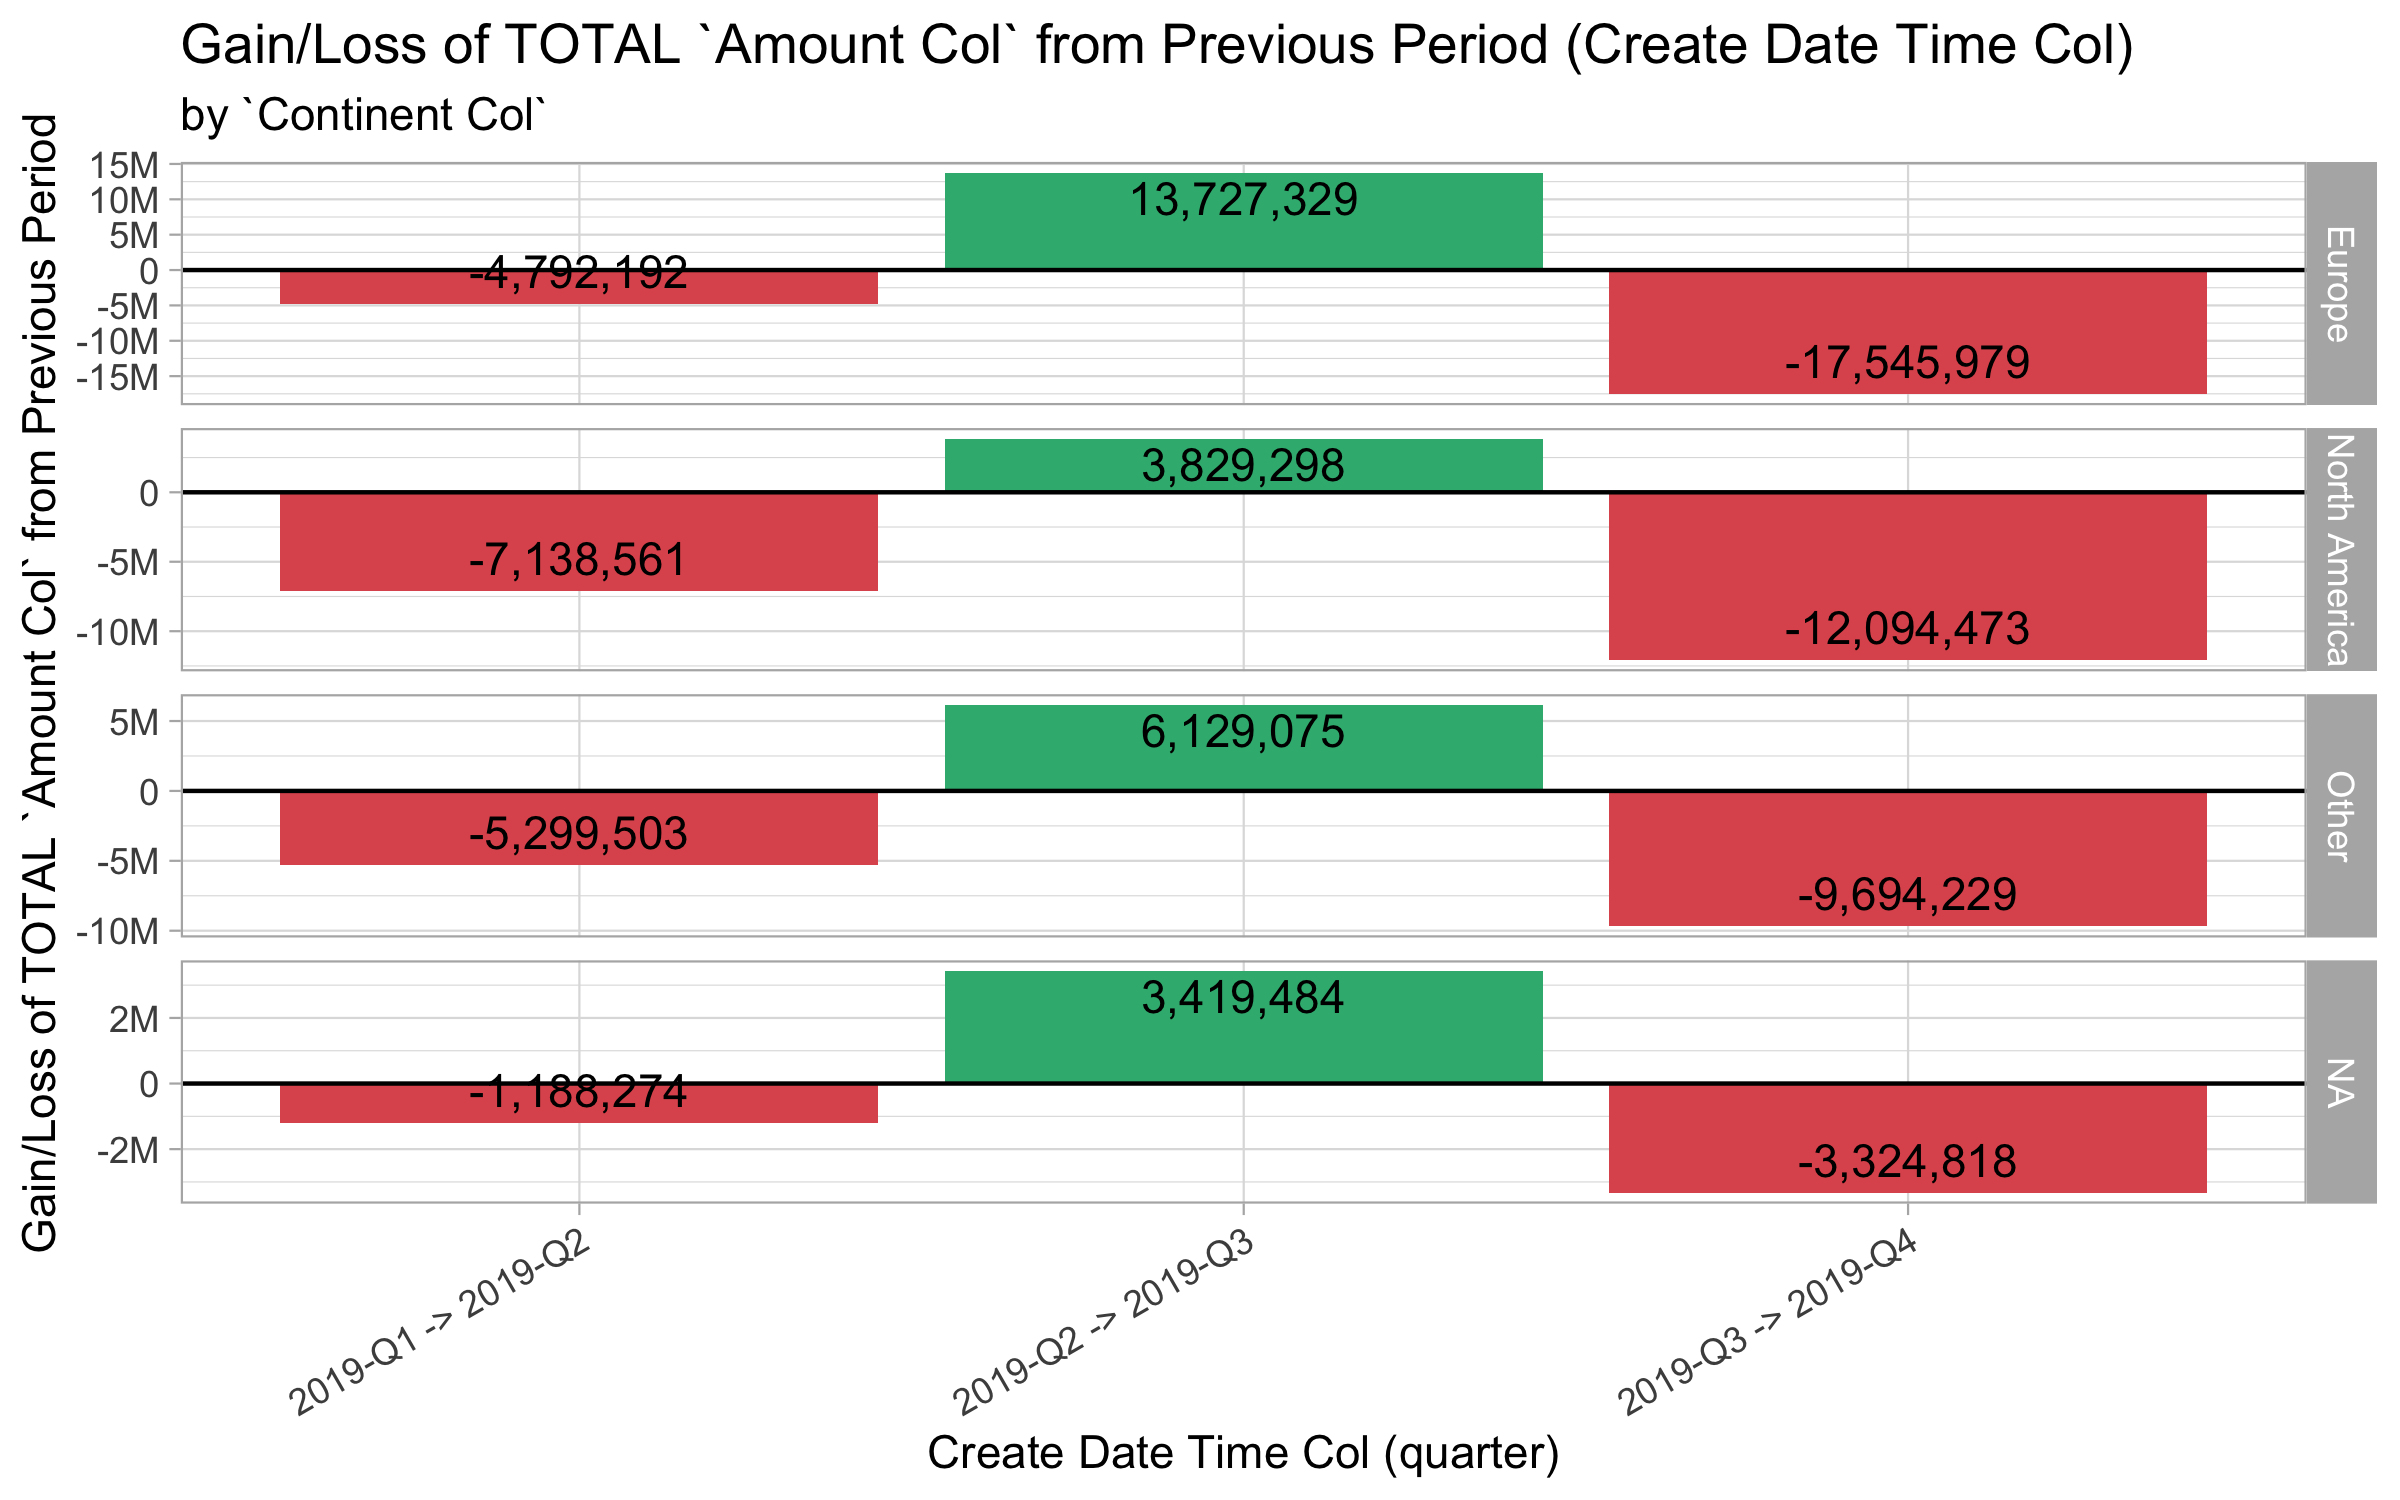 Gain/Loss of TOTAL `Amount Col` from Previous Period (Create Date Time Col)
by `Continent Col`
Gain/Loss of TOTAL `Amount Col` from Previous Period
15M
10M
5M
0
-5M
-10M
-15M
-4,792,192
13,727,329
-17,545,979
Europe
0
-5M
-10M
-7,138,561
3,829,298
-12,094,473
North America
5M
0
-5M
-10M
-5,299,503
6,129,075
-9,694,229
Other
2M
0
-2M
-1,188,274
3,419,484
-3,324,818
NA
2019-Q1 -> 2019-Q2
2019-Q2 -> 2019-Q3
2019-Q3 -> 2019-Q4
Create Date Time Col (quarter)